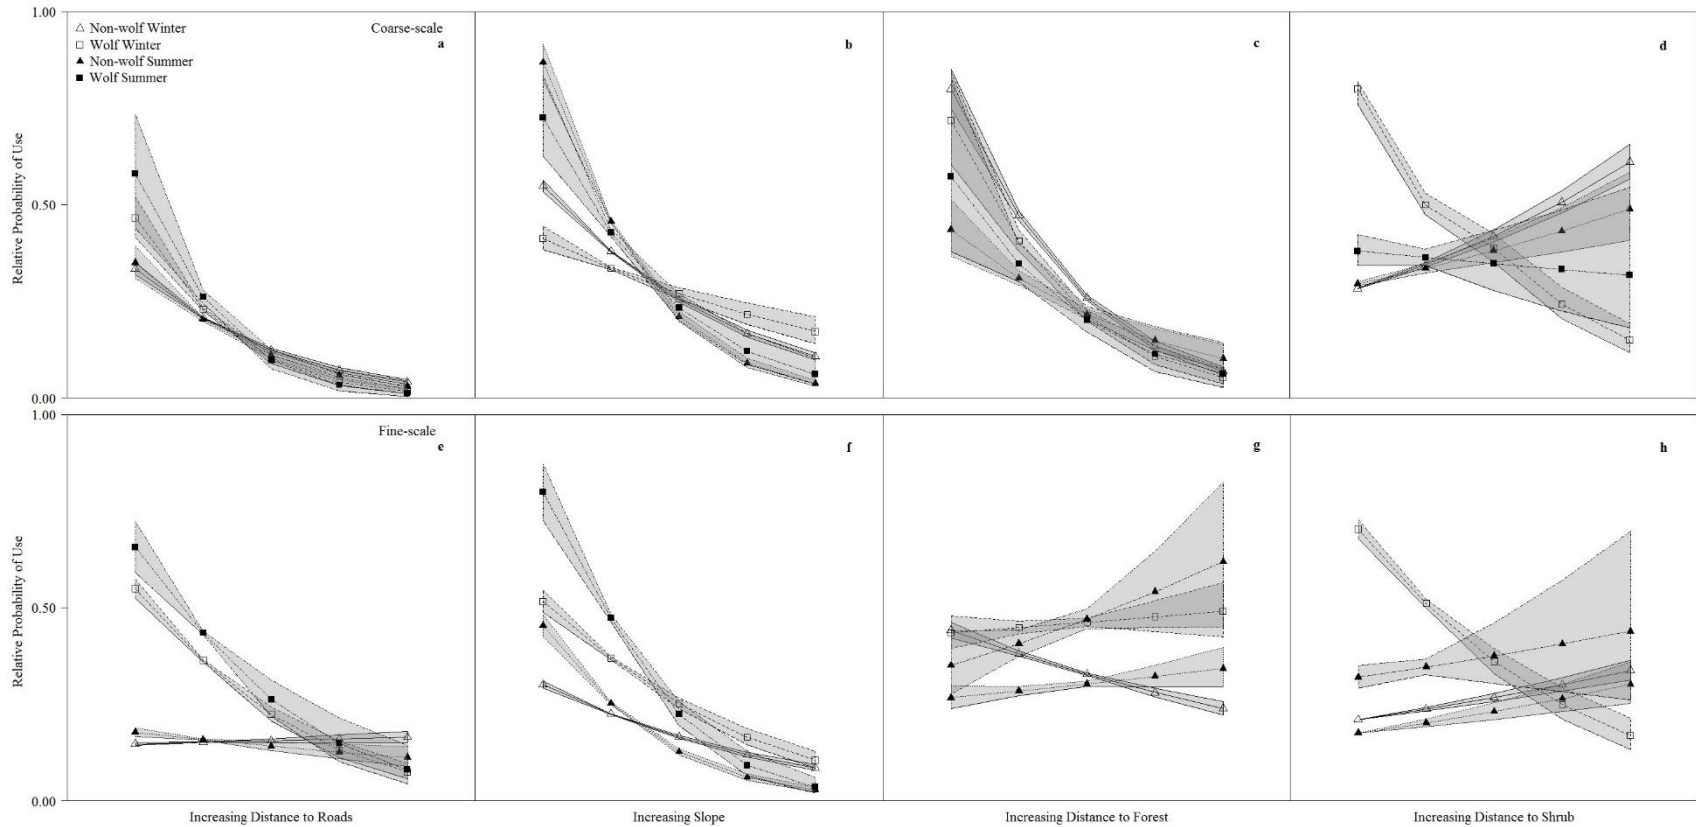 1.00
△ Non-wolf Winter
□ Wolf Winter
▲ Non-wolf Summer
■ Wolf Summer
Coarse-scale
a
b
c
d
Relative Probability of Use
0.50
0.00
1.00
Fine-scale
e
f
g
h
Relative Probability of Use
0.50
0.00
Increasing Distance to Roads
Increasing Slope
Increasing Distance to Forest
Increasing Distance to Shrub